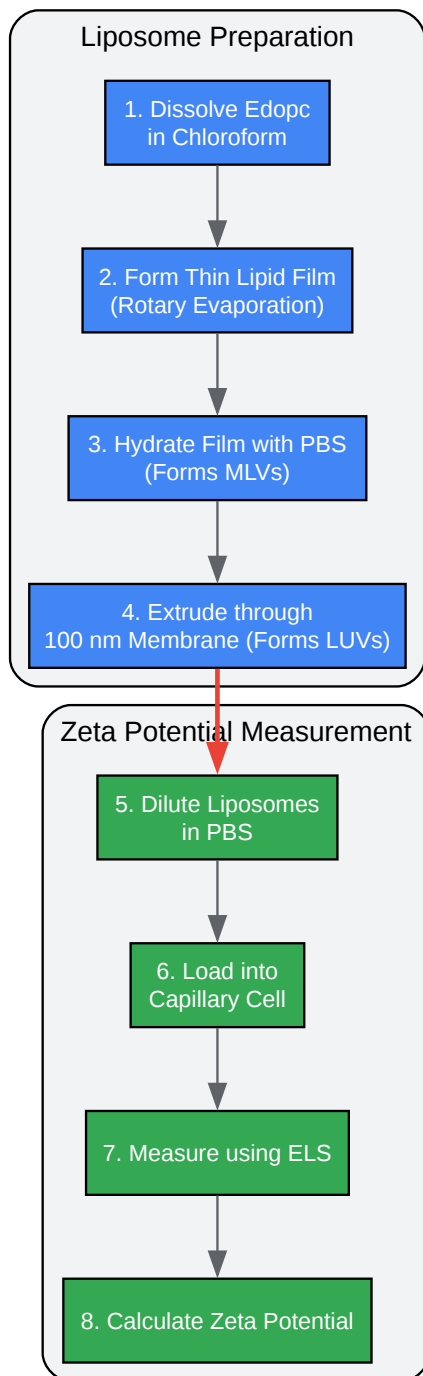 Liposome Preparation
1. Dissolve Edopc
in Chloroform
2. Form Thin Lipid Film
(Rotary Evaporation)
3. Hydrate Film with PBS
(Forms MLVs)
4. Extrude through
100 nm Membrane (Forms LUVs)
Zeta Potential Measurement
5. Dilute Liposomes
in PBS
6. Load into
Capillary Cell
7. Measure using ELS
8. Calculate Zeta Potential